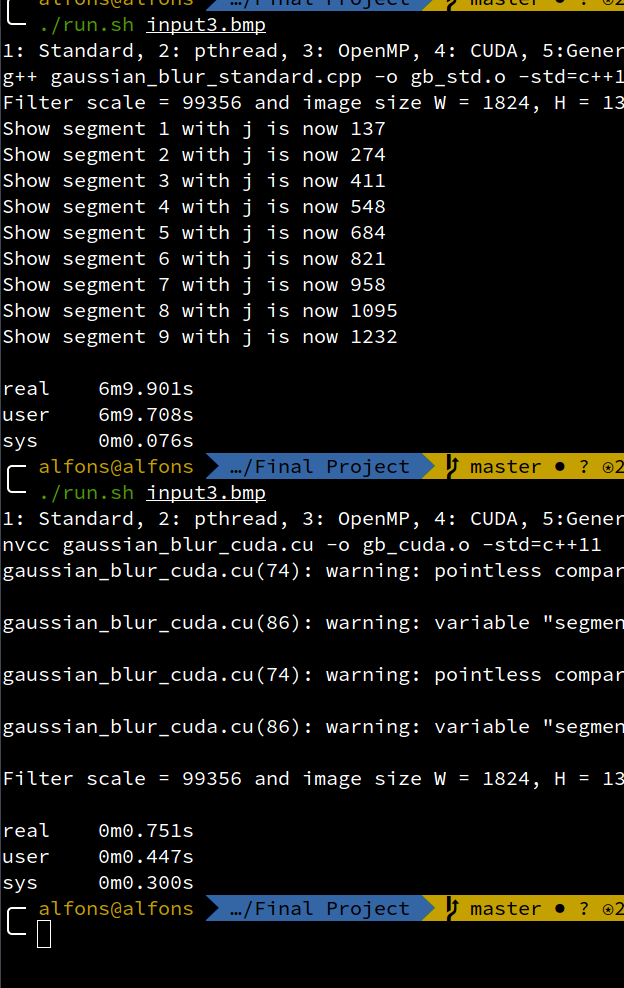 alfons@alfons …/Final Project master ● ? ⍟2
./run.sh input3.bmp
1: Standard, 2: pthread, 3: OpenMP, 4: CUDA, 5:Gener
g++ gaussian_blur_standard.cpp -o gb_std.o -std=c++1
Filter scale = 99356 and image size W = 1824, H = 13
Show segment 1 with j is now 137
Show segment 2 with j is now 274
Show segment 3 with j is now 411
Show segment 4 with j is now 548
Show segment 5 with j is now 684
Show segment 6 with j is now 821
Show segment 7 with j is now 958
Show segment 8 with j is now 1095
Show segment 9 with j is now 1232
real 6m9.901s
user 6m9.708s
sys 0m0.076s
alfons@alfons …/Final Project master ● ? ⍟2
./run.sh input3.bmp
1: Standard, 2: pthread, 3: OpenMP, 4: CUDA, 5:Gener
nvcc gaussian_blur_cuda.cu -o gb_cuda.o -std=c++11
gaussian_blur_cuda.cu(74): warning: pointless compar
gaussian_blur_cuda.cu(86): warning: variable "segmen
gaussian_blur_cuda.cu(74): warning: pointless compar
gaussian_blur_cuda.cu(86): warning: variable "segmen
Filter scale = 99356 and image size W = 1824, H = 13
real 0m0.751s
user 0m0.447s
sys 0m0.300s
alfons@alfons …/Final Project master ● ? ⍟2